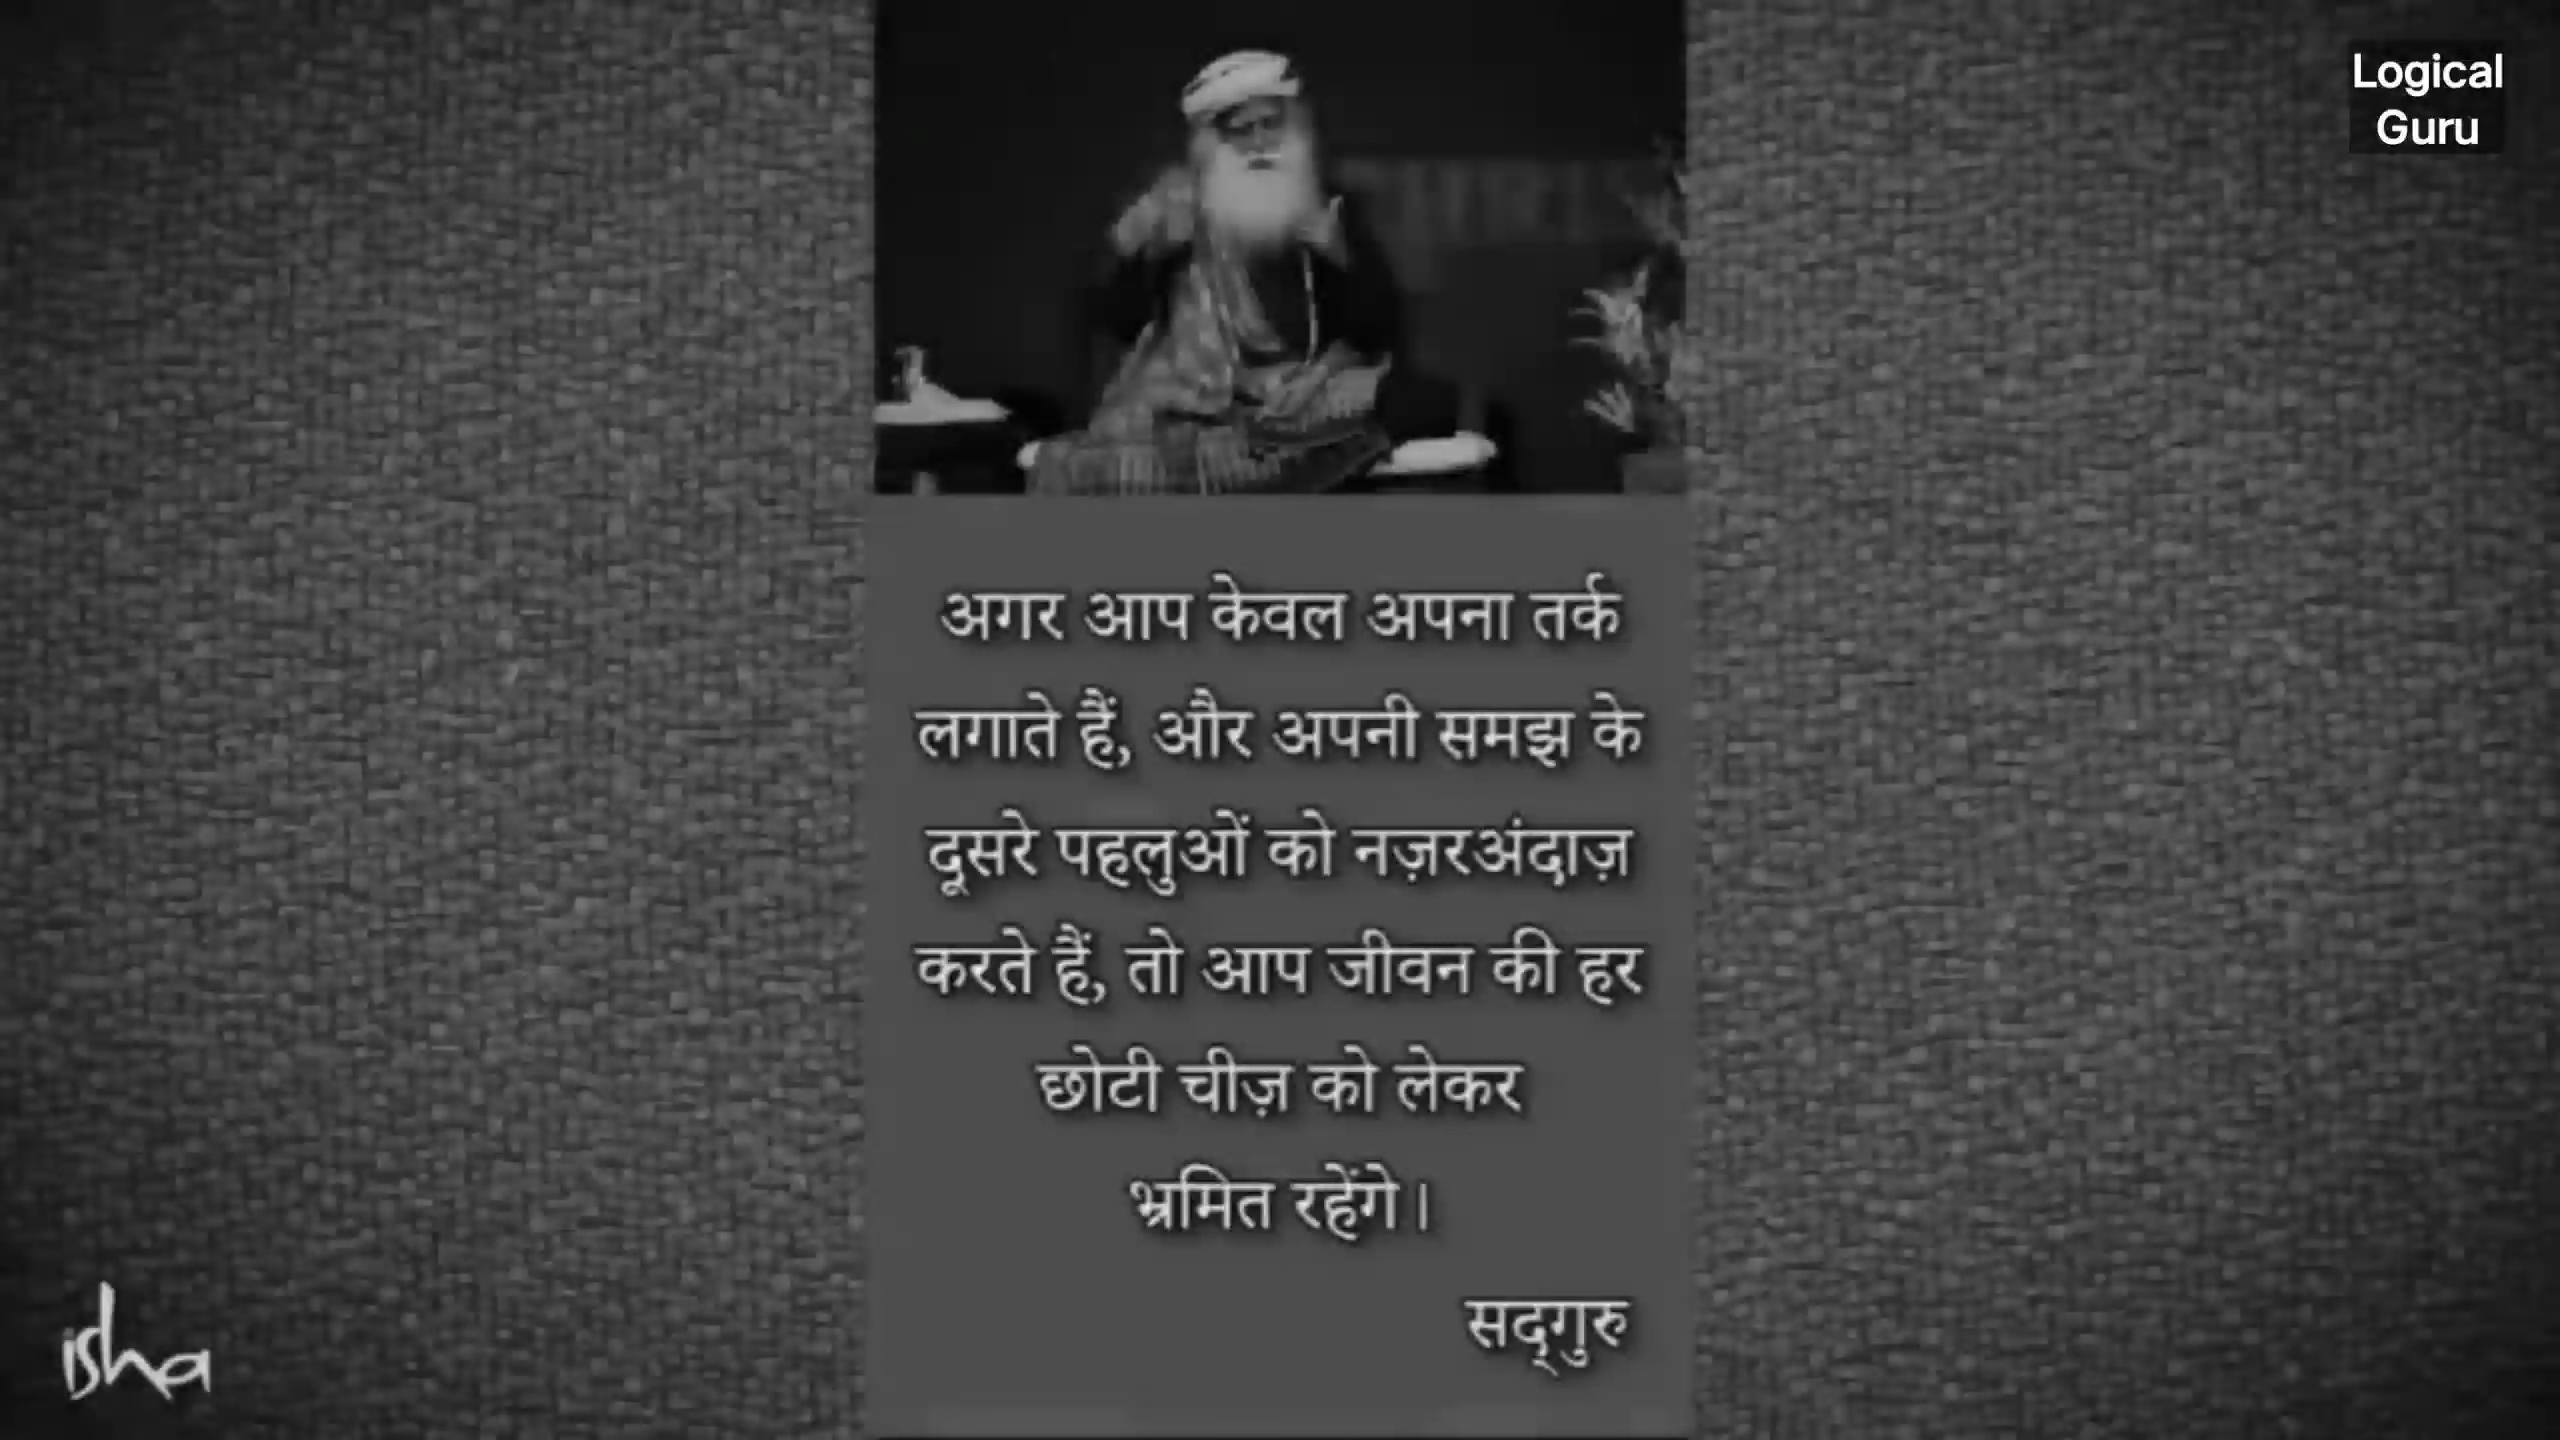 Logical
Guru
अगर आप केवल अपना तर्क
लगाते हैं, और अपनी समझ के
दूसरे पहलुओं को नज़रअंदाज़
करते हैं, तो आप जीवन की हर
छोटी चीज़ को लेकर
भ्रमित रहेंगे।
सद्‌गुरु
isha